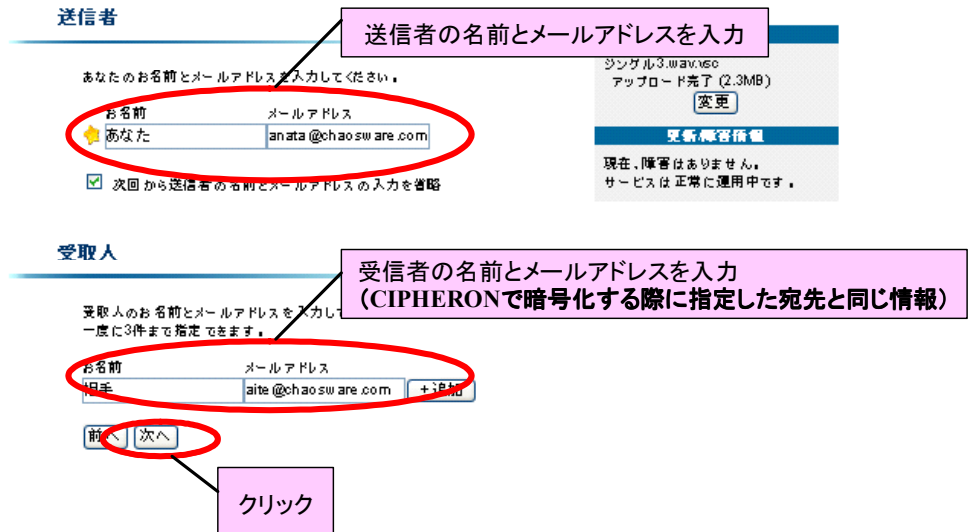 送信者
送信者の名前とメールアドレスを入力
ジングル3.wav.vsc
アップロード完了 (2.3MB)
変更
あなたのお名前とメールアドレスを入力してください。
お名前
メールアドレス
あなた
anata@chaosware.com
次回から送信者の名前とメールアドレスの入力を省略
更新・障害情報
現在、障害はありません。
サービスは正常に運用中です。
受取人
受信者の名前とメールアドレスを入力
(CIPHERONで暗号化する際に指定した宛先と同じ情報)
受取人のお名前とメールアドレスを入力して
一度に3件まで指定できます。
お名前
メールアドレス
相手
aite@chaosware.com
+追加
前へ
次へ
クリック